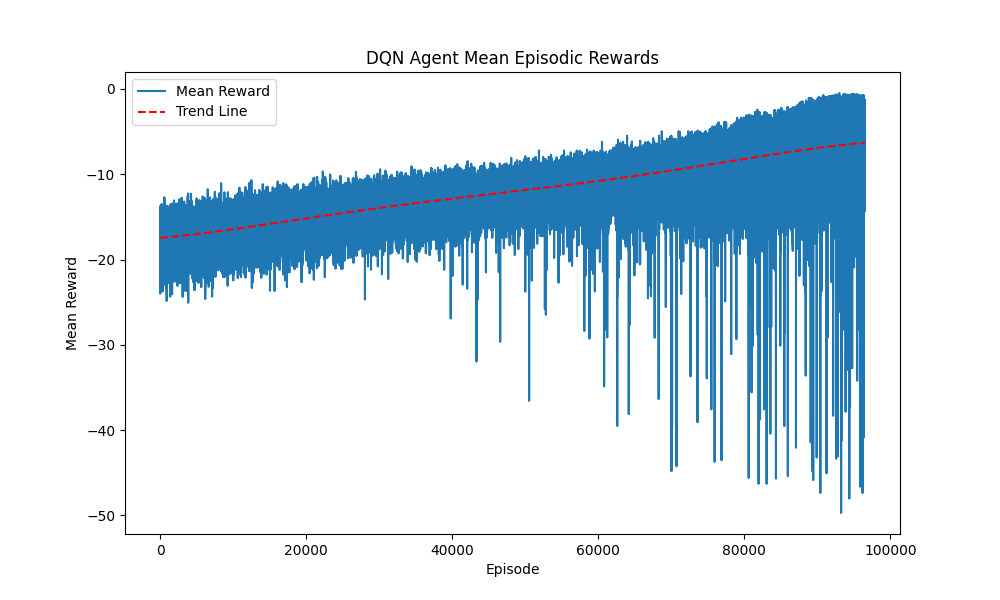 DQN Agent Mean Episodic Rewards
Mean Reward
Trend Line
0
−10
−20
−30
−40
−50
Mean Reward
0
20000
40000
60000
80000
100000
Episode